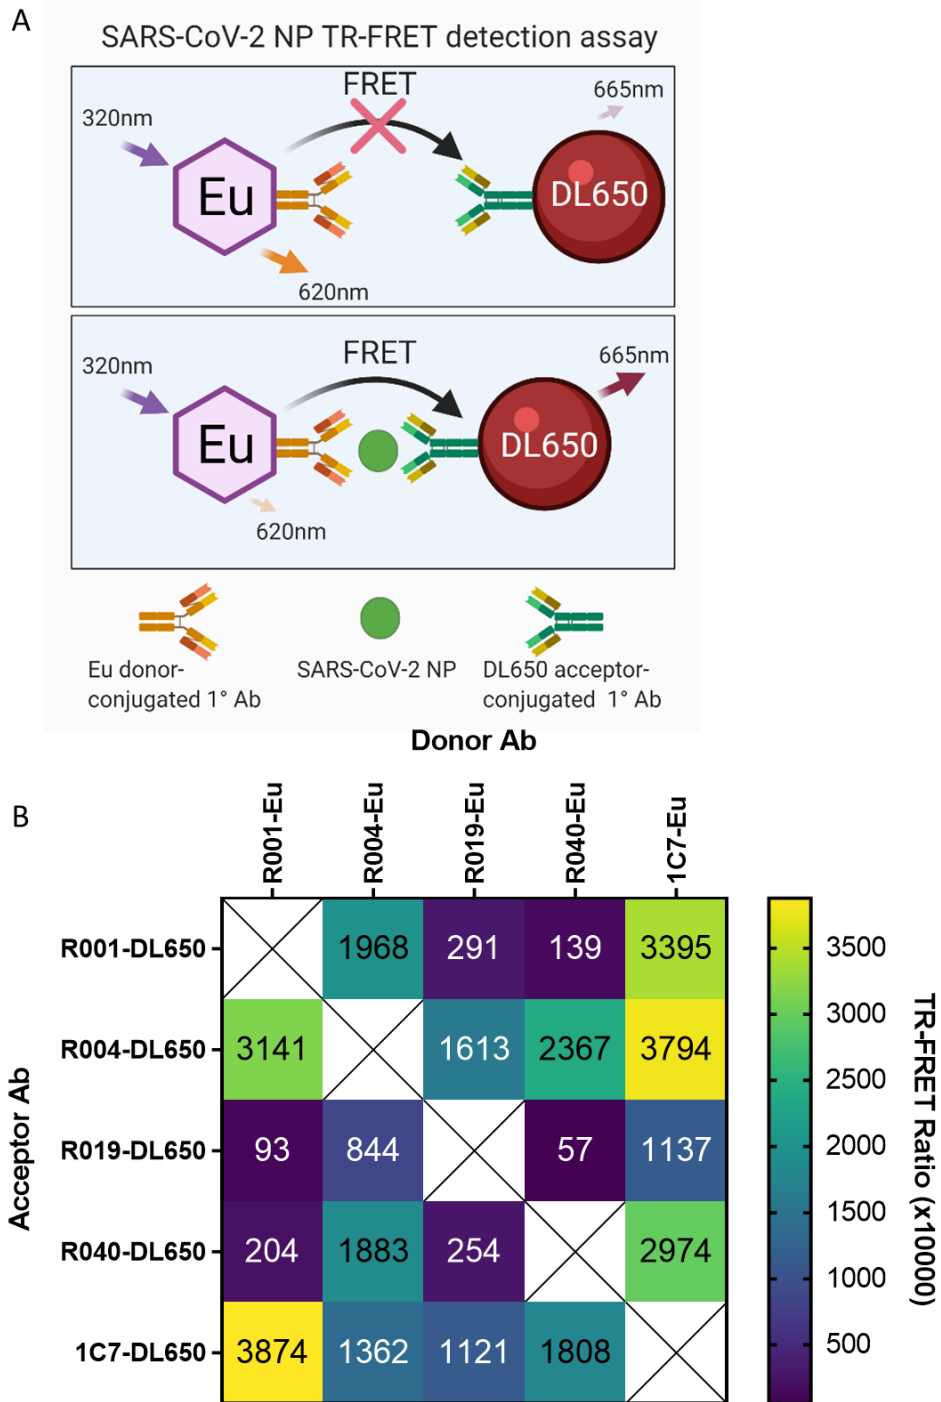 A
SARS-CoV-2 NP TR-FRET detection assay
FRET
665nm
320nm
Eu
DL650
620nm
FRET
665nm
320nm
Eu
DL650
620nm
Eu donor-
conjugated 1° Ab
SARS-CoV-2 NP
DL650 acceptor-
conjugated 1° Ab
Donor Ab
B
R001-Eu
R004-Eu
R019-Eu
R040-Eu
1C7-Eu
Acceptor Ab
R001-DL650 1968 291 139 3395
R004-DL650 3141 1613 2367 3794
R019-DL650 93 844 57 1137
R040-DL650 204 1883 254 2974
1C7-DL650 3874 1362 1121 1808
3500
3000
2500
2000
1500
1000
500
TR-FRET Ratio (x10000)